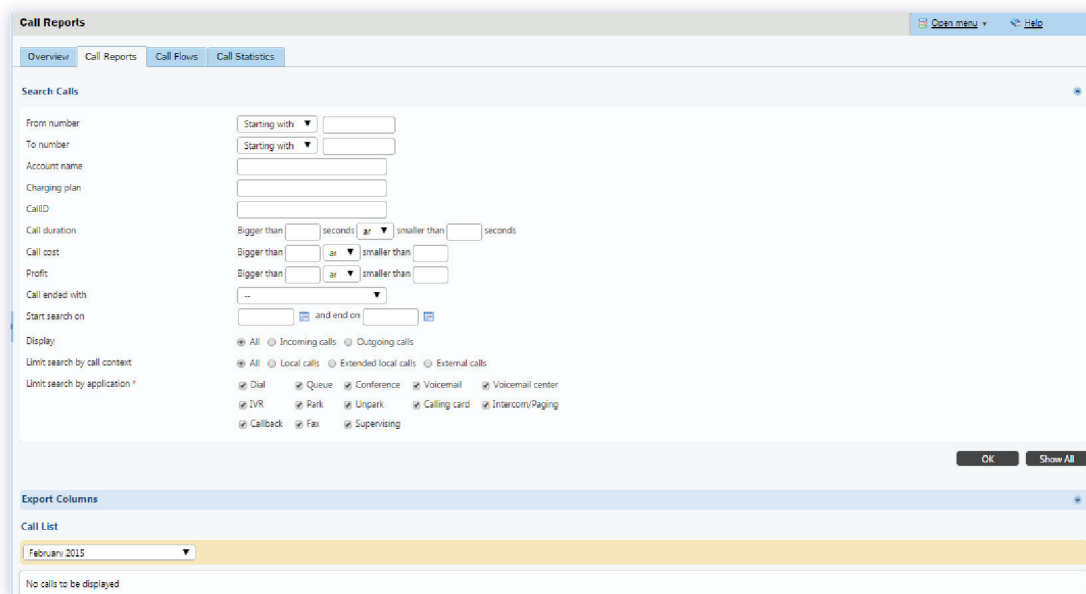 Call Reports Open menu Help
Overview Call Reports Call Flows Call Statistics
Search Calls
From number Starting with
To number Starting with
Account name
Charging plan
CallID
Call duration Bigger than seconds ar smaller than seconds
Call cost Bigger than ar smaller than
Profit Bigger than ar smaller than
Call ended with --
Start search on and end on
Display All Incoming calls Outgoing calls
Limit search by call context All Local calls Extended local calls External calls
Limit search by application * Dial Queue Conference Voicemail Voicemail center
IVR Park Unpark Calling card Intercom/Paging
Callback Fax Supervising
OK Show All
Export Columns
Call List
February 2015
No calls to be displayed